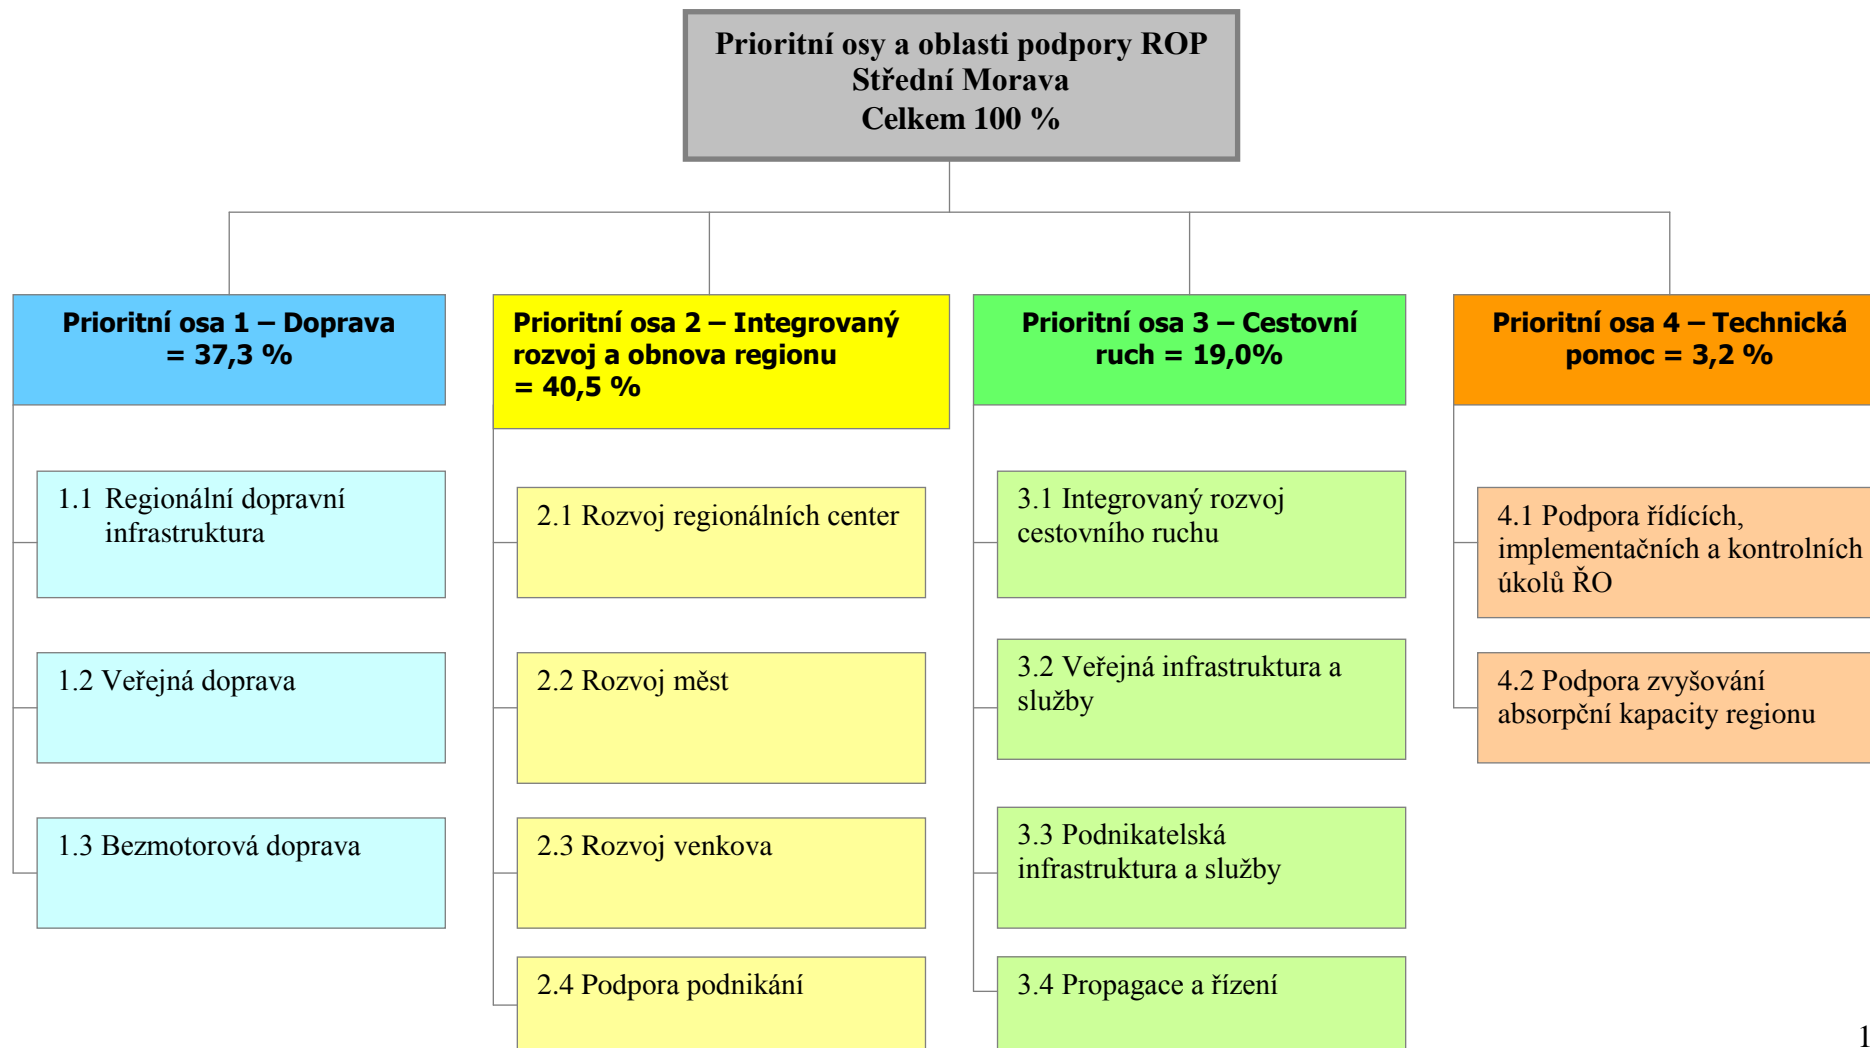 Prioritní osy a oblasti podpory ROP
Střední Morava
Celkem 100 %
Prioritní osa 1 – Doprava
= 37,3 %
1.1 Regionální dopravní
infrastruktura
1.2 Veřejná doprava
1.3 Bezmotorová doprava
Prioritní osa 2 – Integrovaný
rozvoj a obnova regionu
= 40,5 %
2.1 Rozvoj regionálních center
2.2 Rozvoj měst
2.3 Rozvoj venkova
2.4 Podpora podnikání
Prioritní osa 3 – Cestovní
ruch = 19,0%
3.1 Integrovaný rozvoj
cestovního ruchu
3.2 Veřejná infrastruktura a
služby
3.3 Podnikatelská
infrastruktura a služby
3.4 Propagace a řízení
Prioritní osa 4 – Technická
pomoc = 3,2 %
4.1 Podpora řídících,
implementačních a kontrolních
úkolů ŘO
4.2 Podpora zvyšování
absorpční kapacity regionu
1